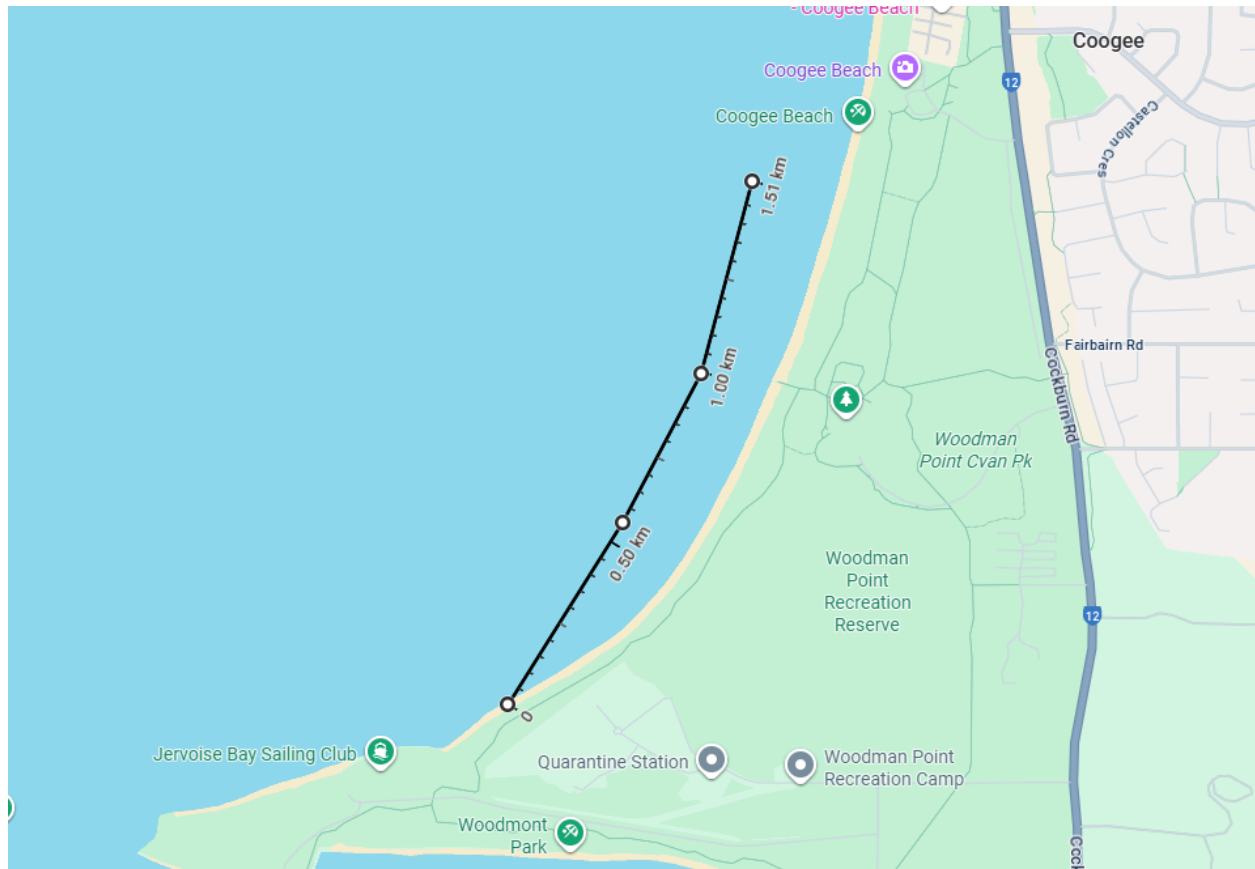 - Coogee Beach
Coogee
Coogee Beach
12
Coogee Beach
Castellon Cres
1.51 km
Fairbairn Rd
1.00 km
Cockburn Rd
Woodman
Point Cvan Pk
0.50 km
Woodman
Point
Recreation
Reserve
12
0
Jervoise Bay Sailing Club
Quarantine Station
Woodman Point
Recreation Camp
Woodmont
Park